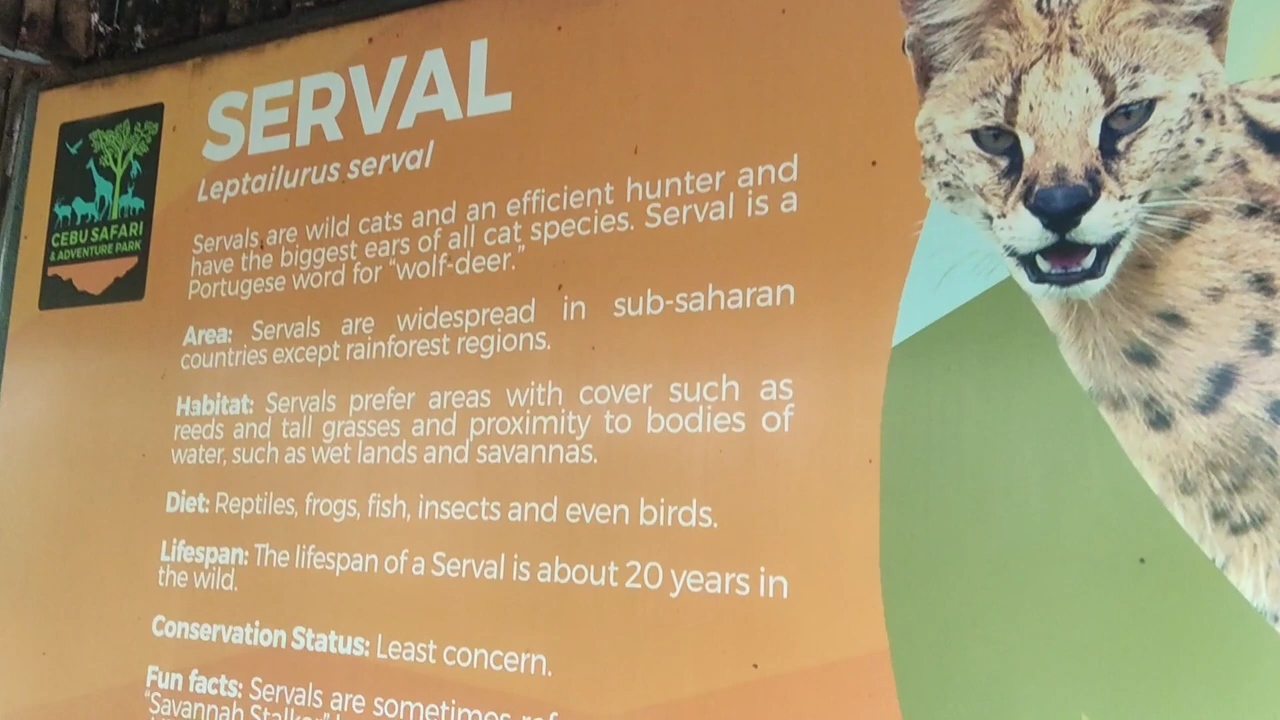 CEBU SAFARI
& ADVENTURE PARK
SERVAL
Leptailurus serval
Servals are wild cats and an efficient hunter and
have the biggest ears of all cat species. Serval is a
Portugese word for “wolf-deer.”
Area: Servals are widespread in sub-saharan
countries except rainforest regions.
Habitat: Servals prefer areas with cover such as
reeds and tall grasses and proximity to bodies of
water, such as wet lands and savannas.
Diet: Reptiles, frogs, fish, insects and even birds.
Lifespan: The lifespan of a Serval is about 20 years in
the wild.
Conservation Status: Least concern.
Fun facts: Servals are sometimes
“Savannah Stalker”